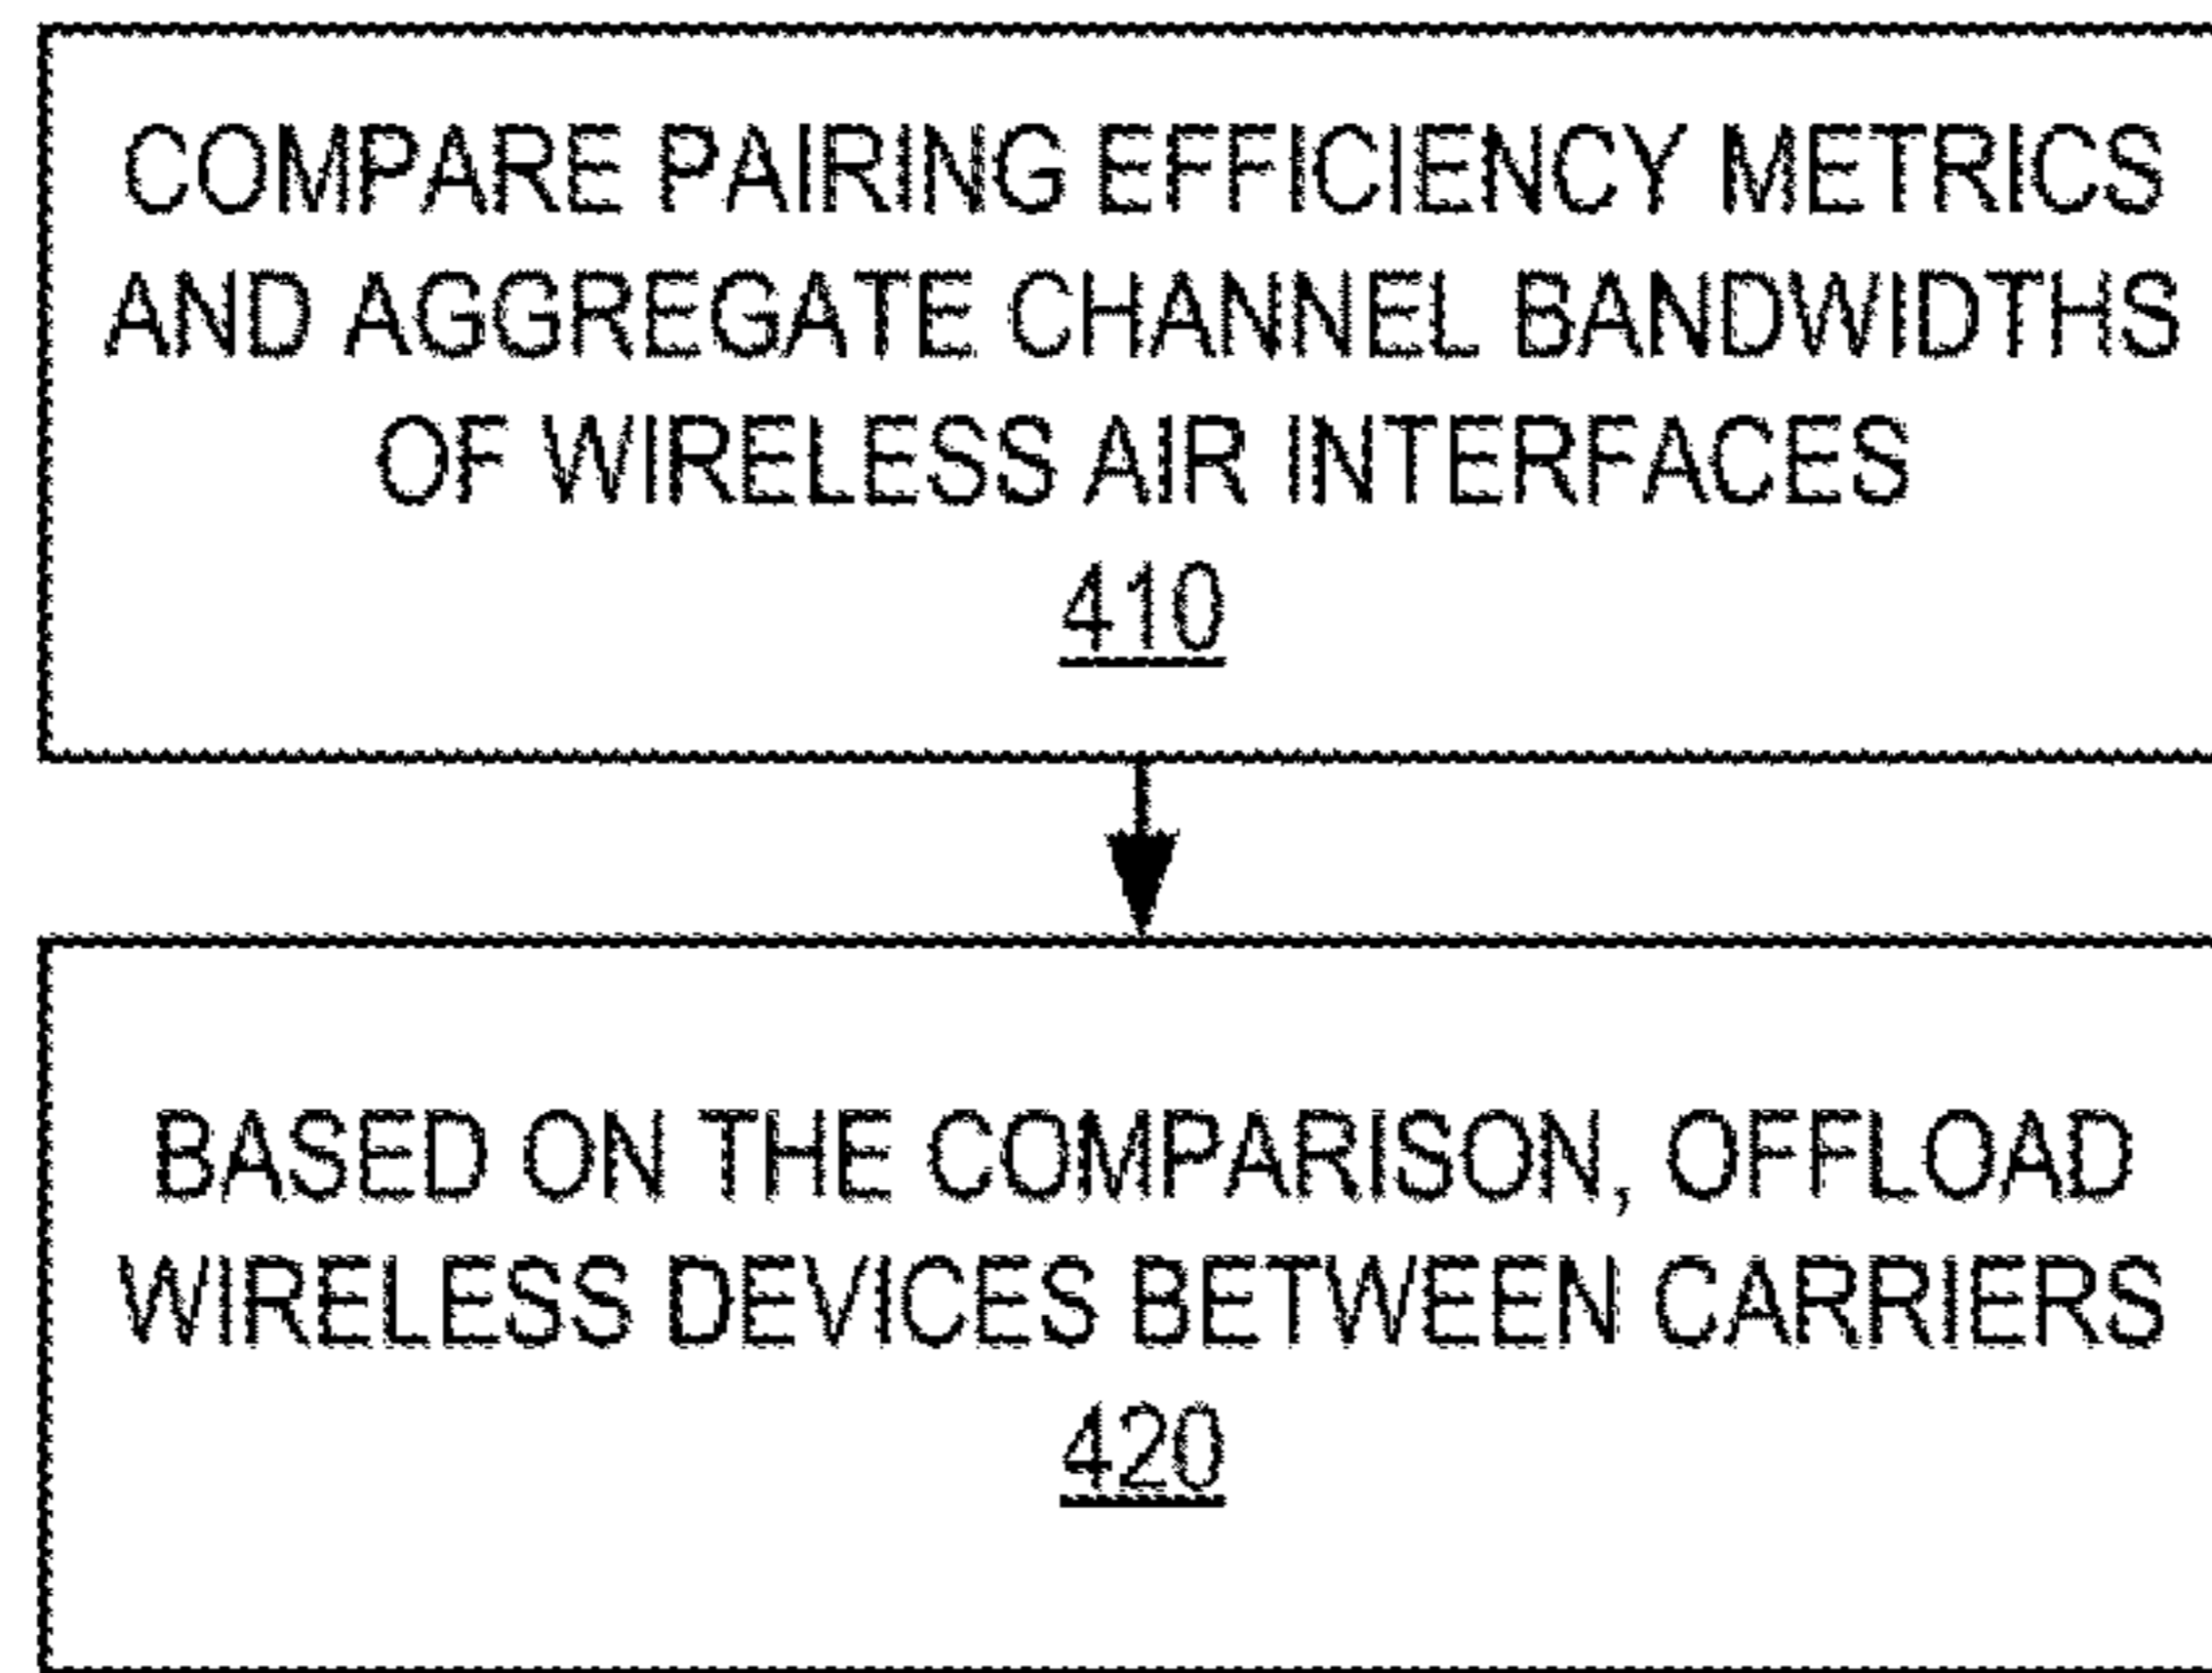 COMPARE PAIRING EFFICIENCY METRICS
AND AGGREGATE CHANNEL BANDWIDTHS
OF WIRELESS AIR INTERFACES
410
BASED ON THE COMPARISON, OFFLOAD
WIRELESS DEVICES BETWEEN CARRIERS
420